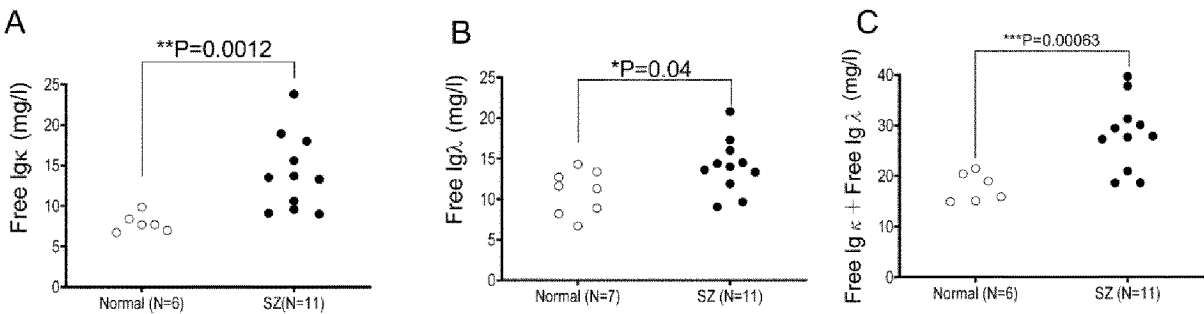 A
**P=0.0012
Free Igκ (mg/l)
25
20
15
10
5
0
Normal (N=6)
SZ(N=11)
B
*P=0.04
Free Igλ (mg/l)
25
20
15
10
5
0
Normal (N=7)
SZ (N=11)
C
***P=0.00063
Free Ig κ + Free Ig λ (mg/l)
40
30
20
10
0
Normal (N=6)
SZ (N=11)